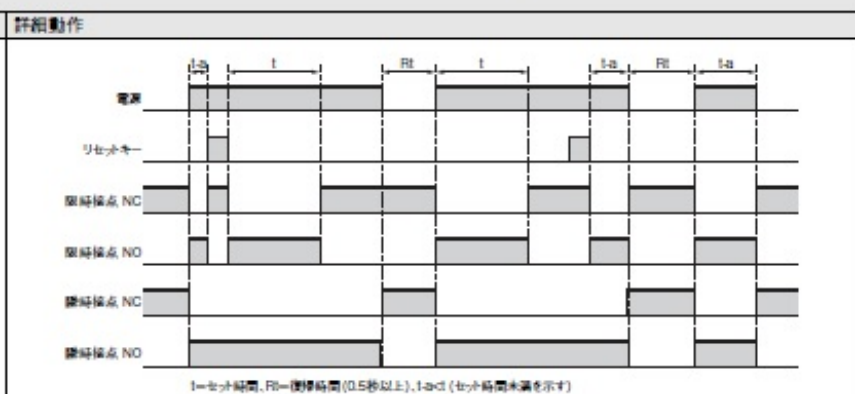 詳細動作
t-a t Rt t t-a Rt t-a
電源
リセットキー
限時接点 NC
限時接点 NO
瞬時接点 NC
瞬時接点 NO
t=セット時間、Rt=復帰時間(0.5秒以上)、t-a<t (セット時間未満を示す)